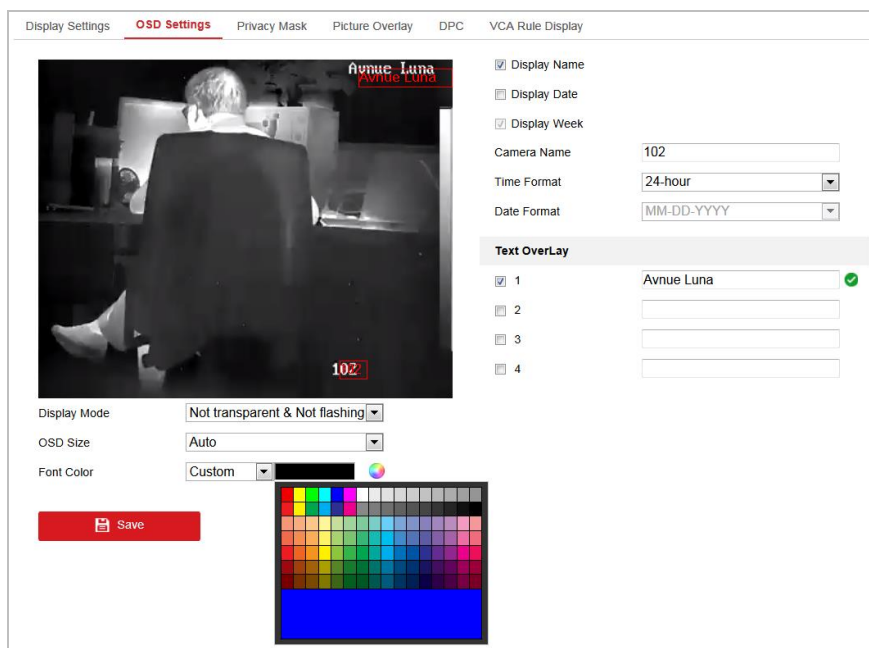 Display Settings OSD Settings Privacy Mask Picture Overlay DPC VCA Rule Display
Avnue Luna
Avnue Luna
102
102
Display Mode Not transparent & Not flashing
OSD Size Auto
Font Color Custom
Save
Display Name
Display Date
Display Week
Camera Name 102
Time Format 24-hour
Date Format MM-DD-YYYY
Text OverLay
1 Avnue Luna
2
3
4